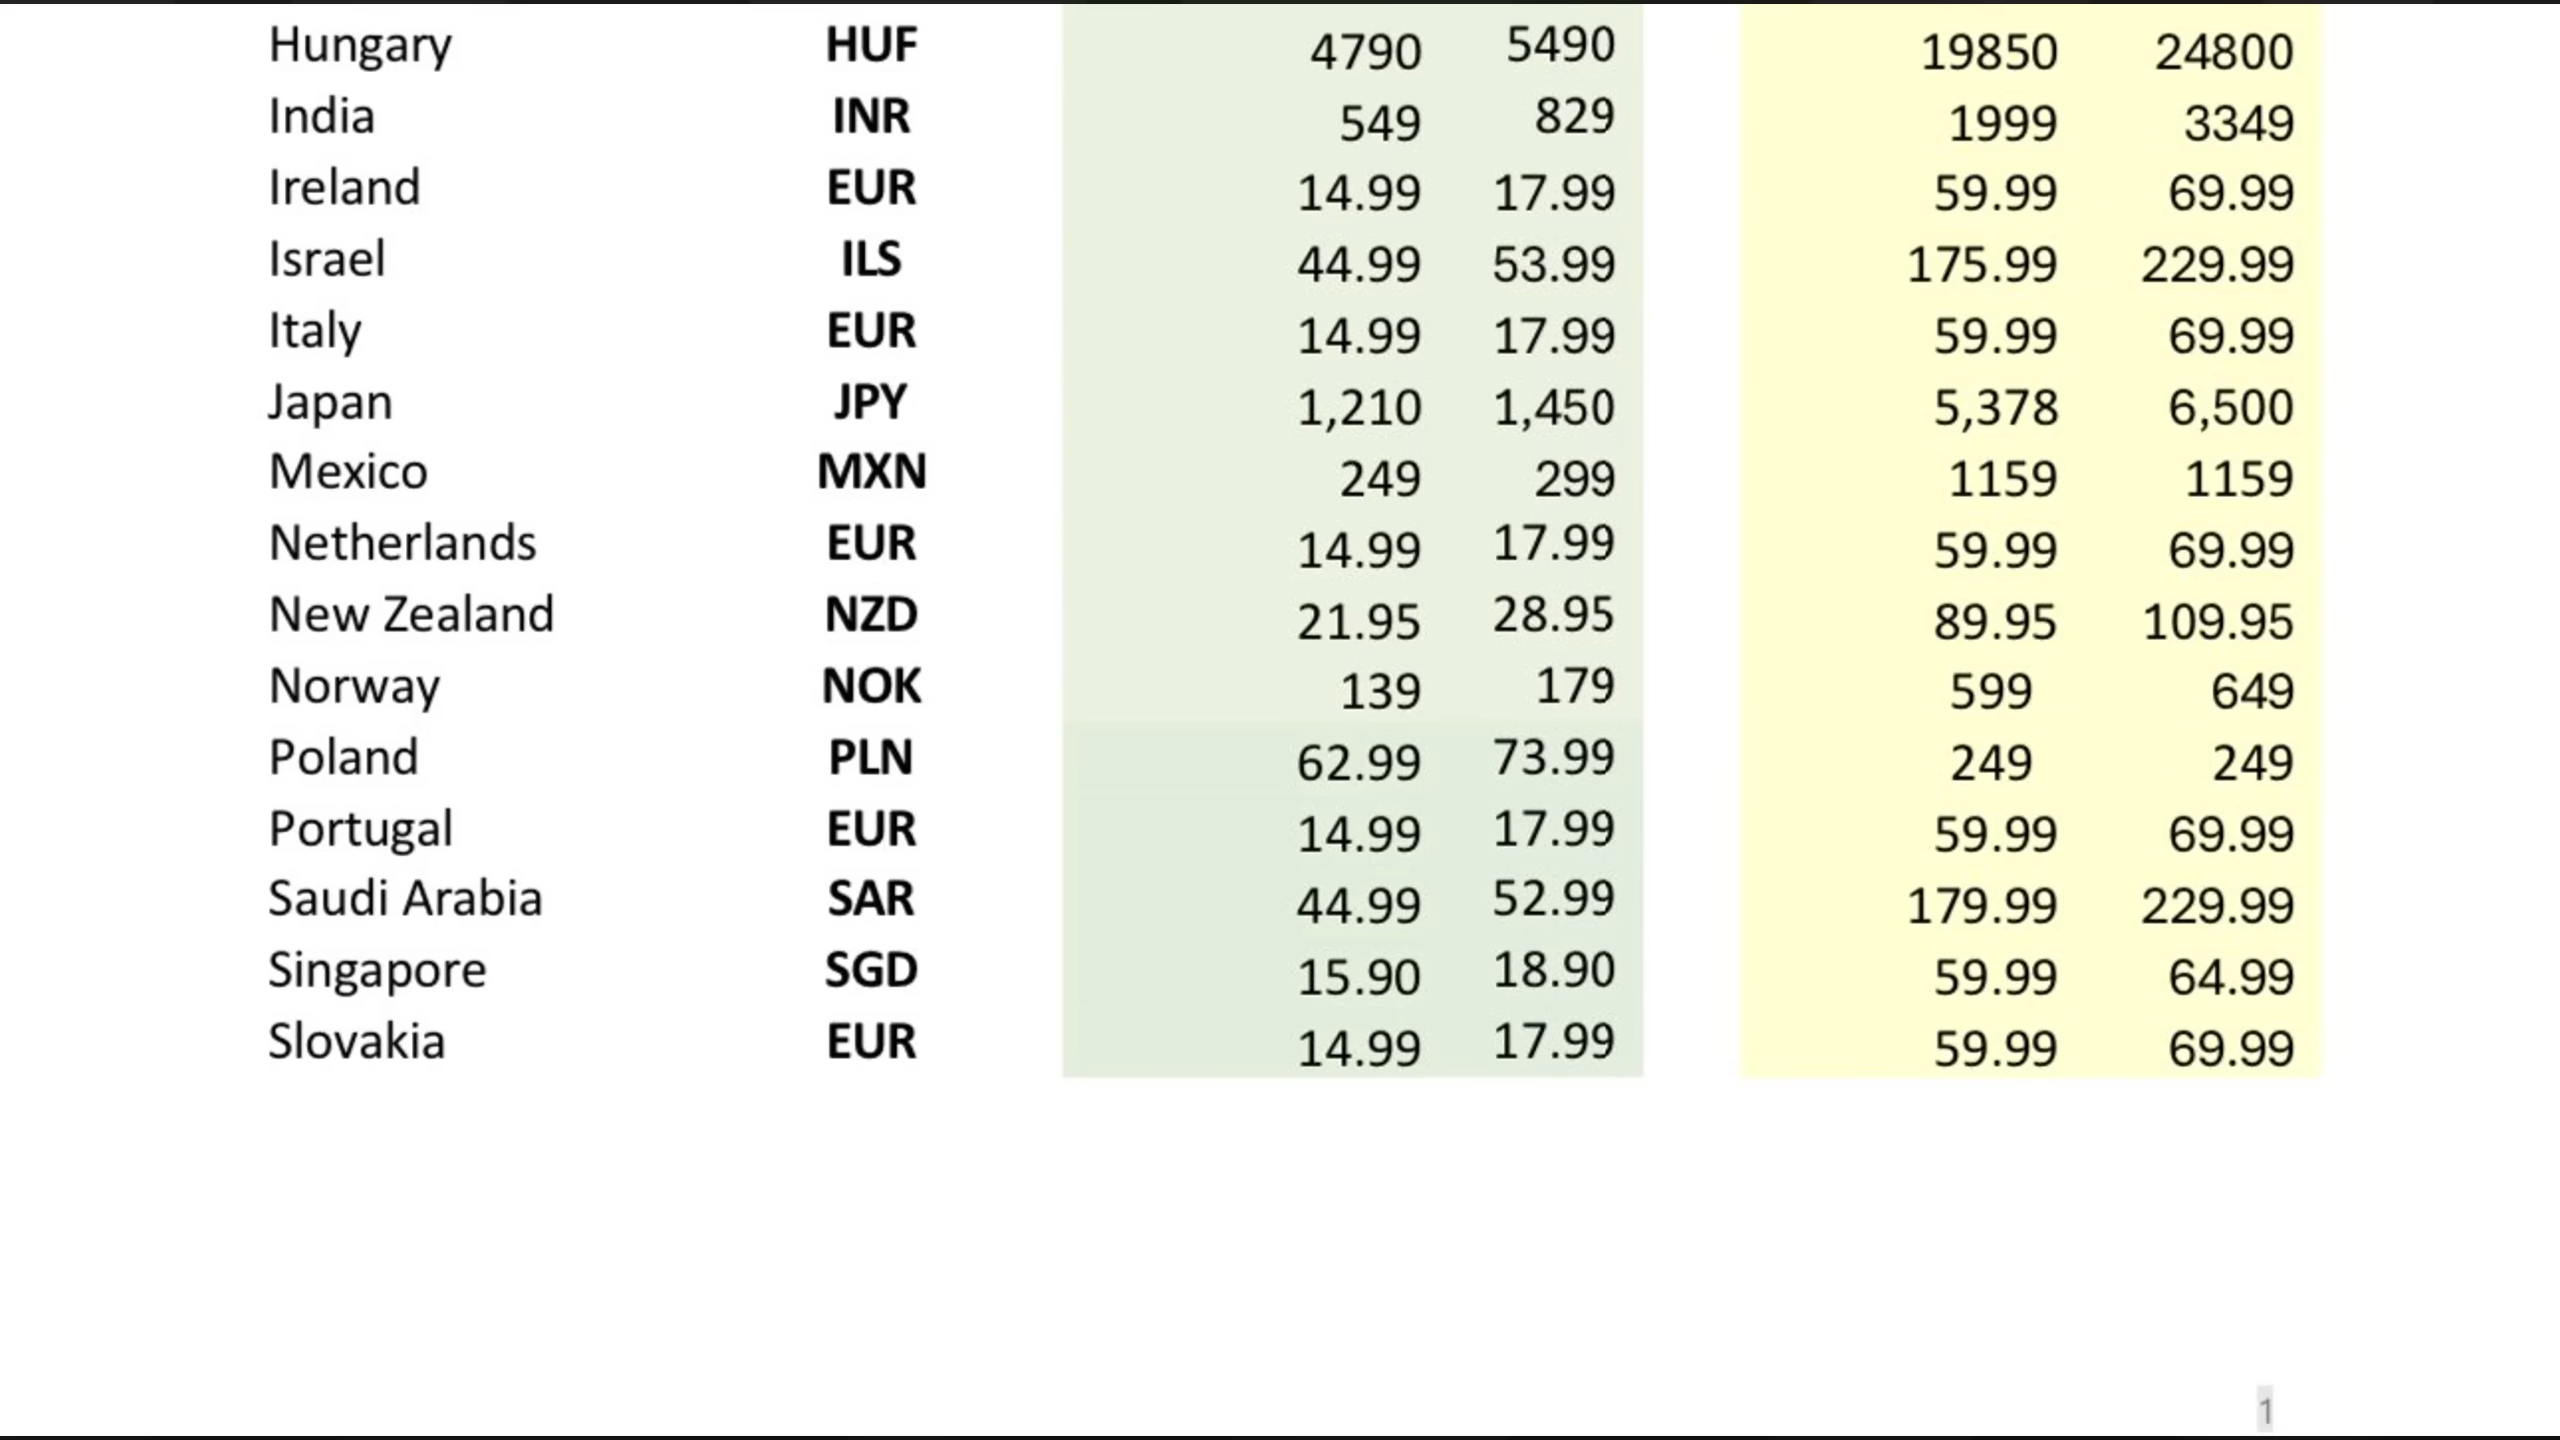 Hungary HUF 4790 5490 19850 24800
India INR 549 829 1999 3349
Ireland EUR 14.99 17.99 59.99 69.99
Israel ILS 44.99 53.99 175.99 229.99
Italy EUR 14.99 17.99 59.99 69.99
Japan JPY 1,210 1,450 5,378 6,500
Mexico MXN 249 299 1159 1159
Netherlands EUR 14.99 17.99 59.99 69.99
New Zealand NZD 21.95 28.95 89.95 109.95
Norway NOK 139 179 599 649
Poland PLN 62.99 73.99 249 249
Portugal EUR 14.99 17.99 59.99 69.99
Saudi Arabia SAR 44.99 52.99 179.99 229.99
Singapore SGD 15.90 18.90 59.99 64.99
Slovakia EUR 14.99 17.99 59.99 69.99
1